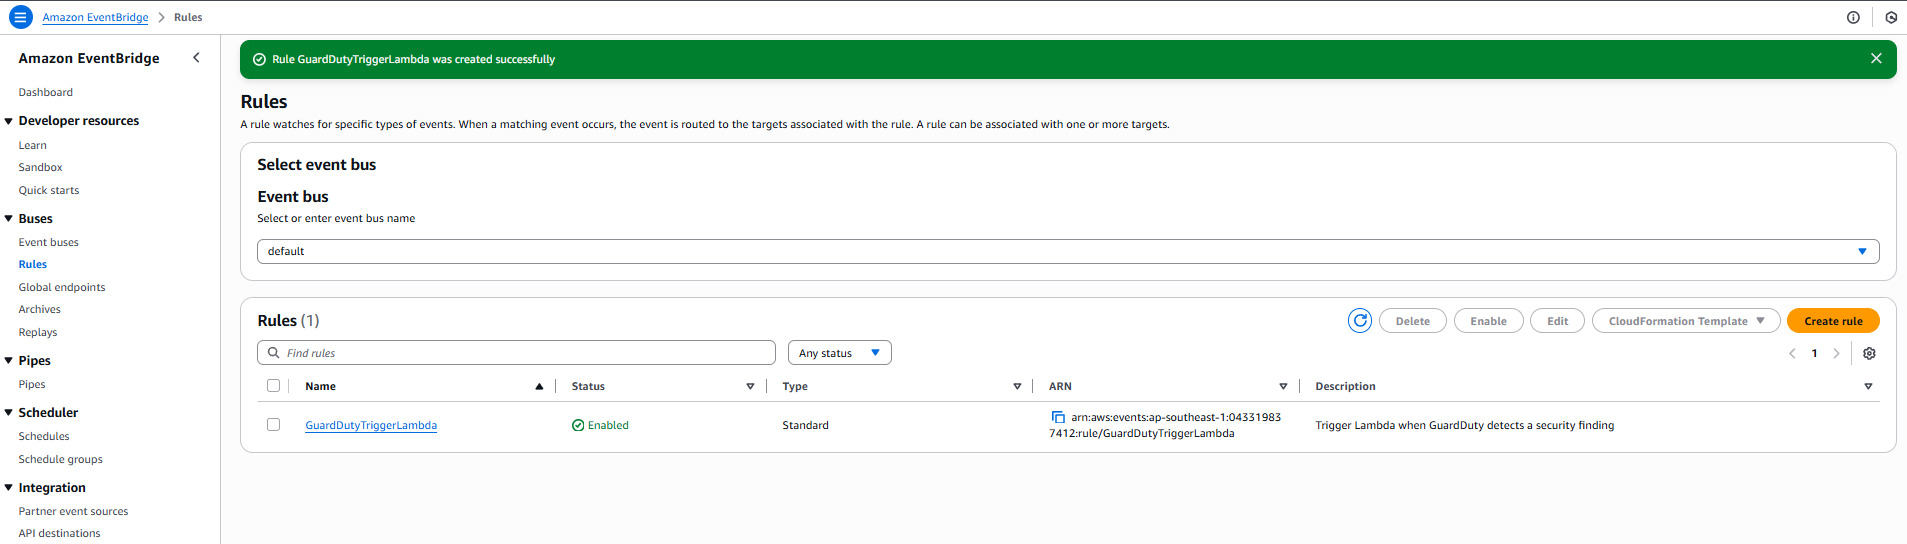 Amazon EventBridge > Rules
Amazon EventBridge
Dashboard
Developer resources
Learn
Sandbox
Quick starts
Buses
Event buses
Rules
Global endpoints
Archives
Replays
Pipes
Pipes
Scheduler
Schedules
Schedule groups
Integration
Partner event sources
API destinations
Rule GuardDutyTriggerLambda was created successfully
Rules
A rule watches for specific types of events. When a matching event occurs, the event is routed to the targets associated with the rule. A rule can be associated with one or more targets.
Select event bus
Event bus
Select or enter event bus name
default
Rules (1)
Delete Enable Edit CloudFormation Template Create rule
Find rules Any status 1
Name Status Type ARN Description
GuardDutyTriggerLambda Enabled Standard arn:aws:events:ap-southeast-1:04331983 Trigger Lambda when GuardDuty detects a security finding
7412:rule/GuardDutyTriggerLambda